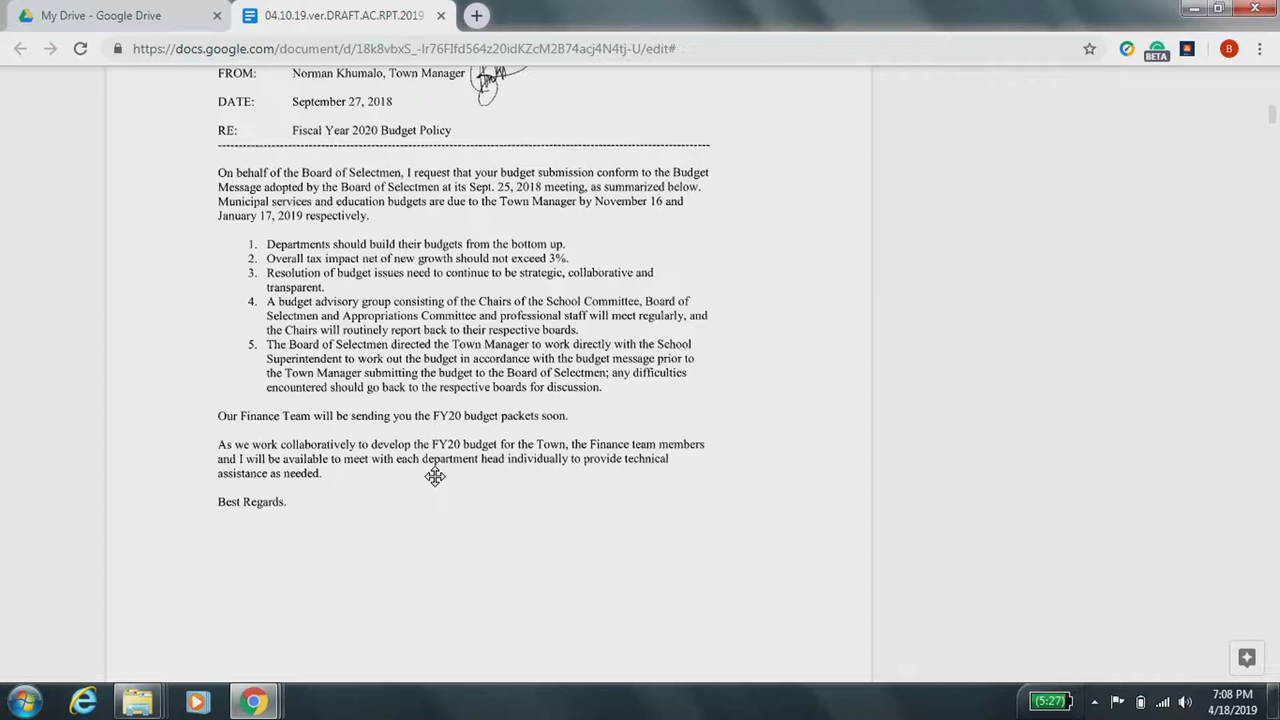 My Drive - Google Drive
04.10.19.ver.DRAFT.AC.RPT.2019
https://docs.google.com/document/d/18k8vbxS_-Ir76FIfd564z20idKZcM2B74acj4N4tj-U/edit#
BETA
B
FROM: Norman Khumalo, Town Manager
DATE: September 27, 2018
RE: Fiscal Year 2020 Budget Policy
On behalf of the Board of Selectmen, I request that your budget submission conform to the Budget
Message adopted by the Board of Selectmen at its Sept. 25, 2018 meeting, as summarized below.
Municipal services and education budgets are due to the Town Manager by November 16 and
January 17, 2019 respectively.
1. Departments should build their budgets from the bottom up.
2. Overall tax impact net of new growth should not exceed 3%.
3. Resolution of budget issues need to continue to be strategic, collaborative and
transparent.
4. A budget advisory group consisting of the Chairs of the School Committee, Board of
Selectmen and Appropriations Committee and professional staff will meet regularly, and
the Chairs will routinely report back to their respective boards.
5. The Board of Selectmen directed the Town Manager to work directly with the School
Superintendent to work out the budget in accordance with the budget message prior to
the Town Manager submitting the budget to the Board of Selectmen; any difficulties
encountered should go back to the respective boards for discussion.
Our Finance Team will be sending you the FY20 budget packets soon.
As we work collaboratively to develop the FY20 budget for the Town, the Finance team members
and I will be available to meet with each department head individually to provide technical
assistance as needed.
Best Regards.
(5:27)
7:08 PM
4/18/2019